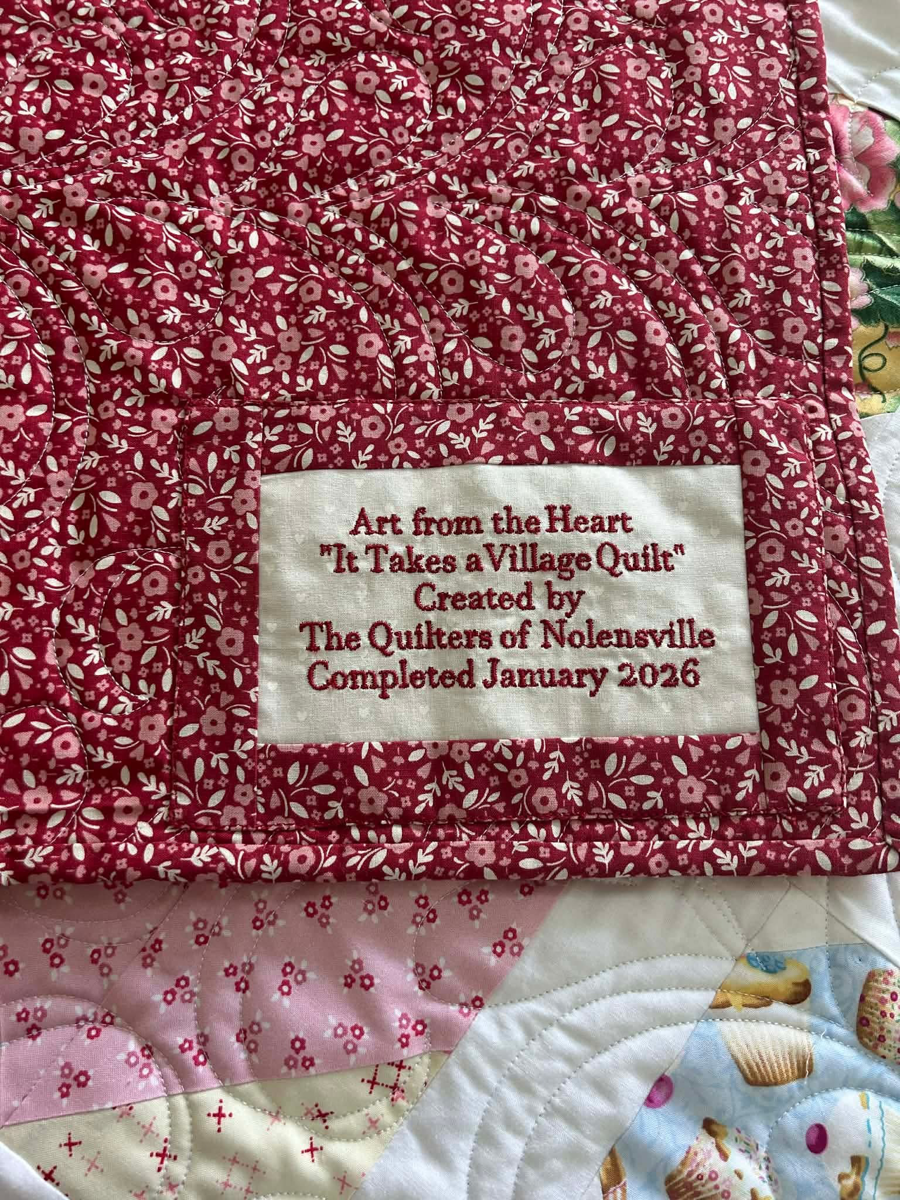 Art from the Heart
"It Takes a Village Quilt"
Created by
The Quilters of Nolensville
Completed January 2026